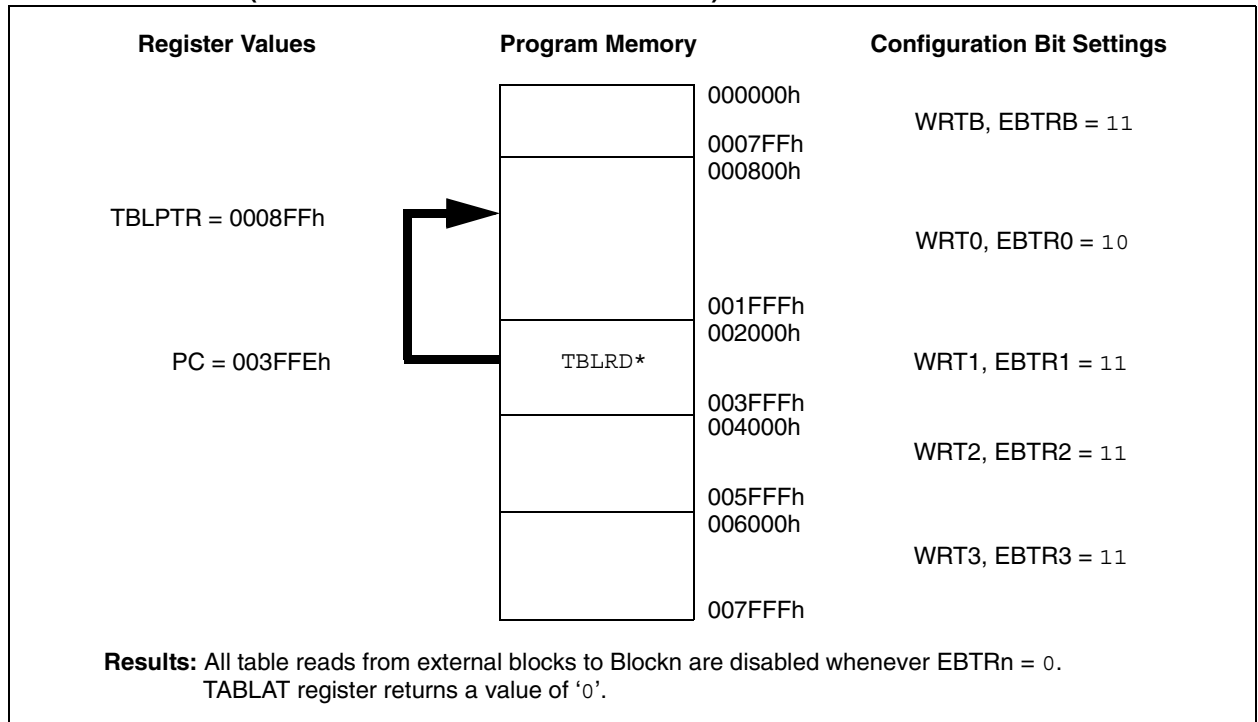 Register Values Program Memory Configuration Bit Settings
000000h
WRTB, EBTRB = 11
0007FFh
000800h
TBLPTR = 0008FFh
WRT0, EBTR0 = 10
001FFFh
002000h
PC = 003FFEh TBLRD* WRT1, EBTR1 = 11
003FFFh
004000h
WRT2, EBTR2 = 11
005FFFh
006000h
WRT3, EBTR3 = 11
007FFFh
Results: All table reads from external blocks to Blockn are disabled whenever EBTRn = 0.
TABLAT register returns a value of ‘0’.